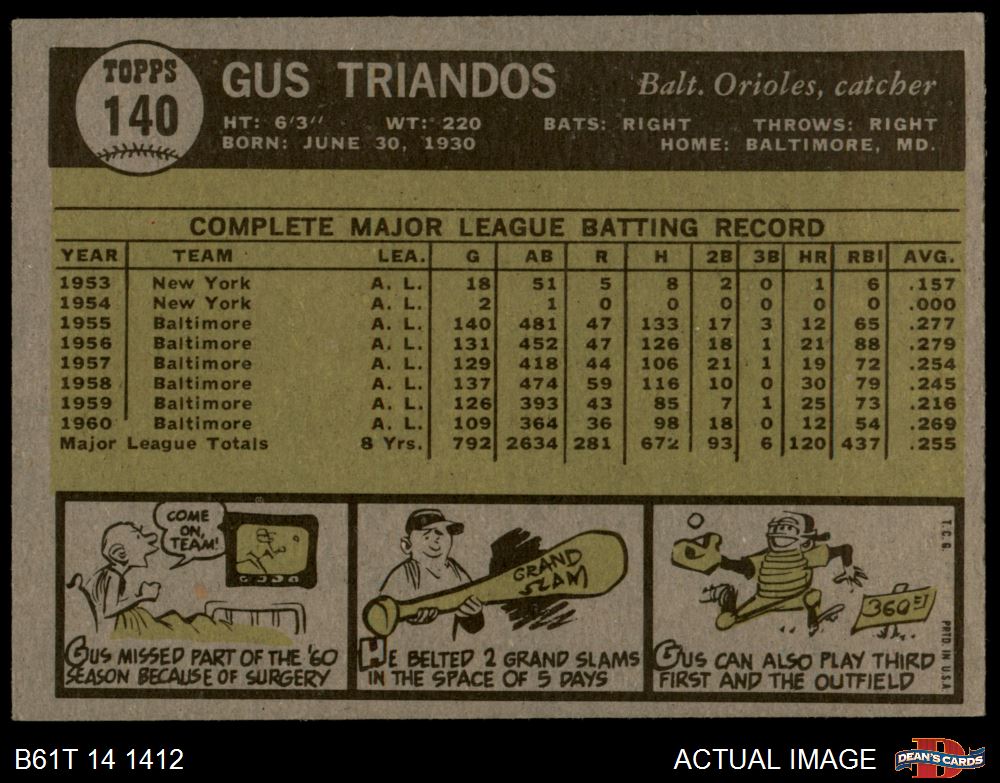 TOPPS
140
GUS TRIANDOS
Balt. Orioles, catcher
HT: 6'3" WT: 220 BATS: RIGHT THROWS: RIGHT
BORN: JUNE 30, 1930 HOME: BALTIMORE, MD.
COMPLETE MAJOR LEAGUE BATTING RECORD
YEAR TEAM LEA. G AB R H 2B 3B HR RBI AVG.
1953 New York A. L. 18 51 5 8 2 0 1 6 .157
1954 New York A. L. 2 1 0 0 0 0 0 0 .000
1955 Baltimore A. L. 140 481 47 133 17 3 12 65 .277
1956 Baltimore A. L. 131 452 47 126 18 1 21 88 .279
1957 Baltimore A. L. 129 418 44 106 21 1 19 72 .254
1958 Baltimore A. L. 137 474 59 116 10 0 30 79 .245
1959 Baltimore A. L. 126 393 43 85 7 1 25 73 .216
1960 Baltimore A. L. 109 364 36 98 18 0 12 54 .269
Major League Totals 8 Yrs. 792 2634 281 672 93 6 120 437 .255
COME
ON,
TEAM!
GUS MISSED PART OF THE '60
SEASON BECAUSE OF SURGERY
GRAND
SLAM
HE BELTED 2 GRAND SLAMS
IN THE SPACE OF 5 DAYS
360 FT
GUS CAN ALSO PLAY THIRD
FIRST AND THE OUTFIELD
T.C.G.
PRTD IN U.S.A.
B61T 14 1412
ACTUAL IMAGE
DEAN'S CARDS